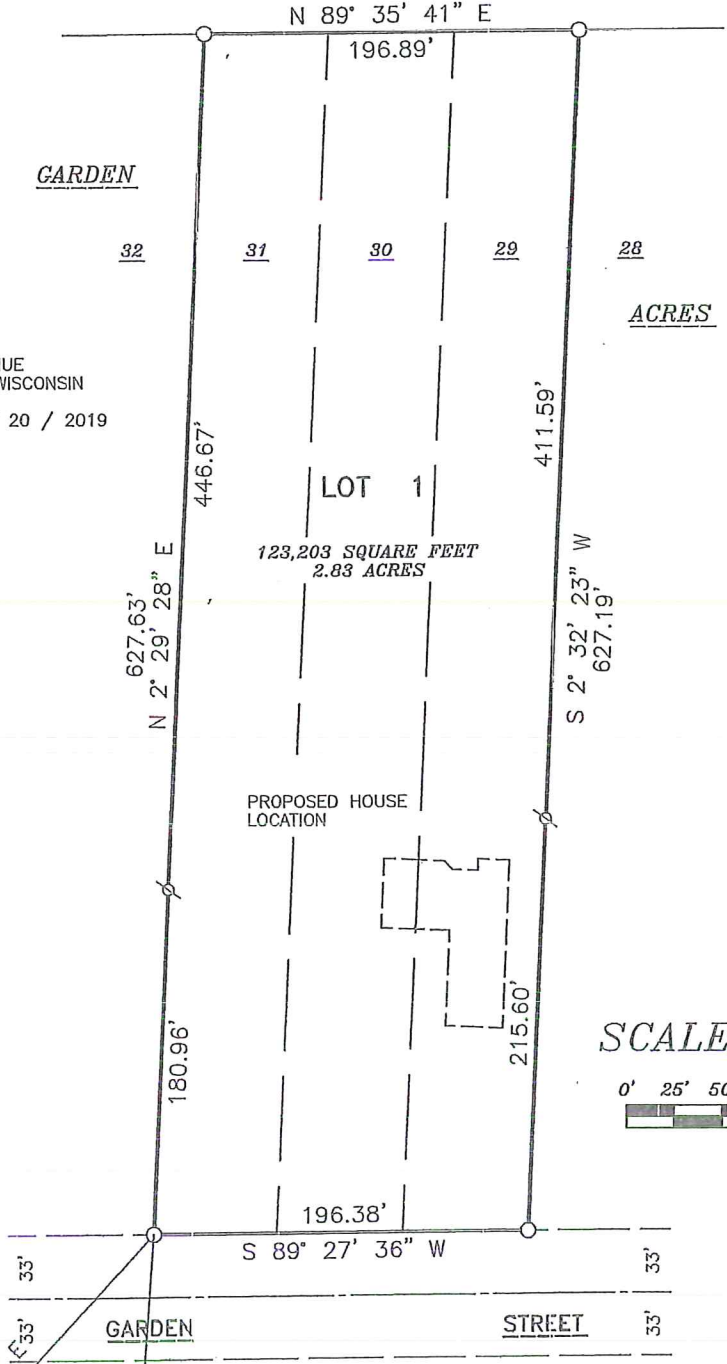 N 89° 35' 41" E
196.89'
GARDEN
32
31
30
29
28
ACRES
WISCONSIN
20 / 2019
446.67'
411.59'
LOT 1
123,203 SQUARE FEET
2.83 ACRES
627.63'
N 2° 29' 28" E
S 2° 32' 23" W
627.19'
PROPOSED HOUSE
LOCATION
180.96'
215.60'
SCALE
0' 25' 50
196.38'
S 89° 27' 36" W
33'
33'
33'
GARDEN
STREET
33'
E